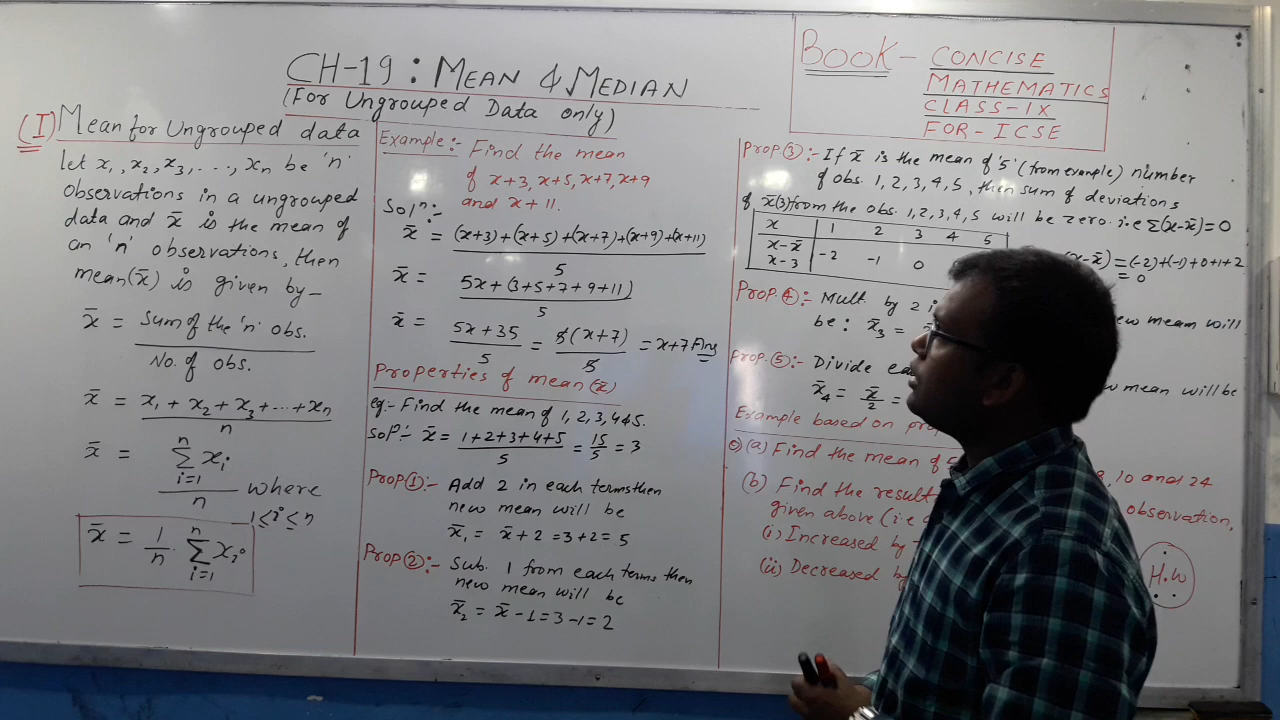 CH-19 : MEAN & MEDIAN
(For Ungrouped Data only)
BOOK - CONCISE
MATHEMATICS
CLASS-IX
FOR-ICSE
(I) Mean for Ungrouped data
let x₁, x₂, x₃, ..., xn be 'n'
observations in a ungrouped
data and x̄ is the mean of
an 'n' observations, then
mean(x̄) is given by-
x̄ = Sum of the 'n' obs. / No. of obs.
x̄ = x₁ + x₂ + x₃ + ... + xn / n
x̄ = n Σ i=1 xi / n where
1≤i≤n
x̄ = 1/n . n Σ i=1 xi
Example:- Find the mean
of x+3, x+5, x+7, x+9
and x+11.
Solⁿ:-
x̄ = (x+3)+(x+5)+(x+7)+(x+9)+(x+11) / 5
x̄ = 5x+(3+5+7+9+11) / 5
x̄ = 5x+35 / 5 = 5(x+7) / 5 = x+7 Ans
Properties of mean(x̄)
eg:- Find the mean of 1, 2, 3, 4 & 5.
Solⁿ:- x̄ = 1+2+3+4+5 / 5 = 15/5 = 3
Prop①:- Add 2 in each terms then
new mean will be
x̄₁ = x̄+2 = 3+2 = 5
Prop②:- Sub. 1 from each terms then
new mean will be
x̄₂ = x̄-1 = 3-1 = 2
Prop③:- If x̄ is the mean of '5' (from example) number
of obs. 1, 2, 3, 4, 5, then sum of deviations
of x̄(3) from the obs. 1, 2, 3, 4, 5 will be zero. i.e Σ(x-x̄)=0
x 1 2 3 4 5
x-x̄
x-3 -2 -1 0
(x-x̄) = (-2)+(-1)+0+1+2
= 0
Prop.④:- Mult by 2 new mean will
be: x̄₃ =
Prop.⑤:- Divide mean will be
x̄₄ = x̄/2 =
Example based on
Q(a) Find the mean of 10 and 24
(b) Find the result observation,
given above (i.e
(i) Increased by
(ii) Decreased by
H.W